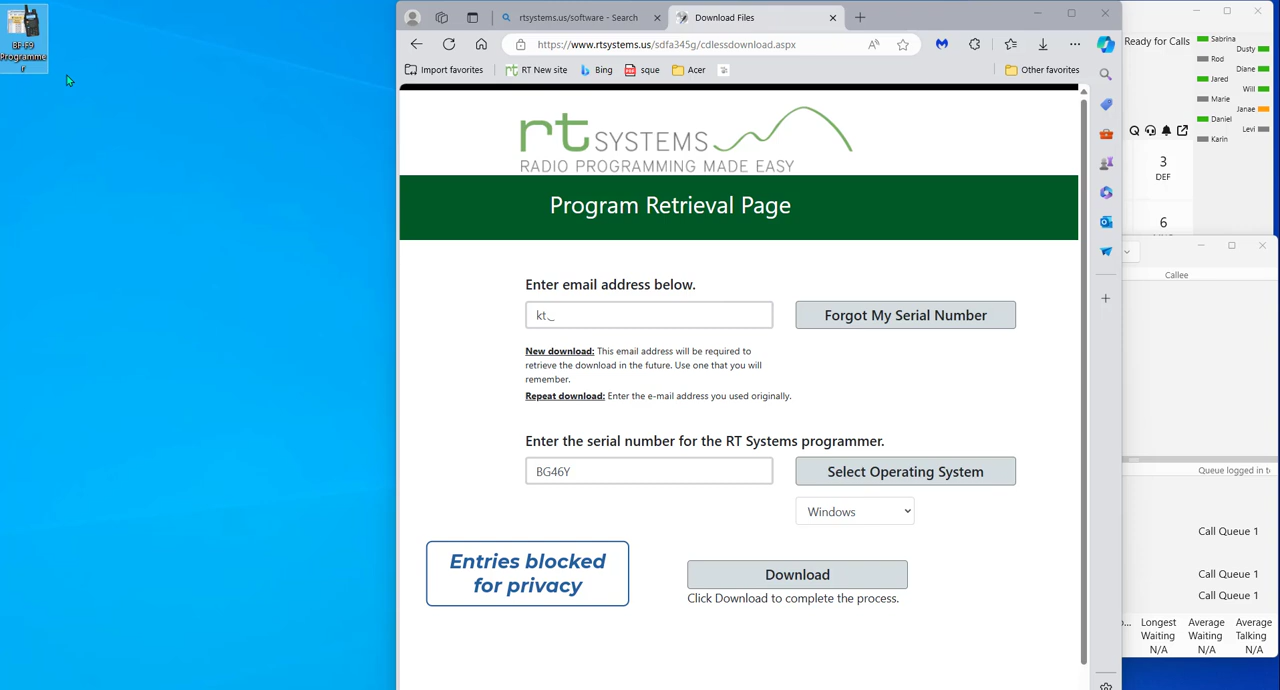 BF-F9
Programme
r
rtsystems.us/software - Search
Download Files
https://www.rtsystems.us/sdfa345g/cdlessdownload.aspx
Import favorites
RT New site
Bing
sque
Acer
Other favorites
rt SYSTEMS
RADIO PROGRAMMING MADE EASY
Program Retrieval Page
Enter email address below.
kt._
Forgot My Serial Number
New download: This email address will be required to
retrieve the download in the future. Use one that you will
remember.
Repeat download: Enter the e-mail address you used originally.
Enter the serial number for the RT Systems programmer.
BG46Y
Select Operating System
Windows
Entries blocked
for privacy
Download
Click Download to complete the process.
Ready for Calls
Sabrina
Dusty
Rod
Diane
Jared
Will
Marie
Janae
Daniel
Levi
Karin
3
DEF
6
Callee
Queue logged in t
Call Queue 1
Call Queue 1
Call Queue 1
Longest
Waiting
N/A
Average
Waiting
N/A
Average
Talking
N/A